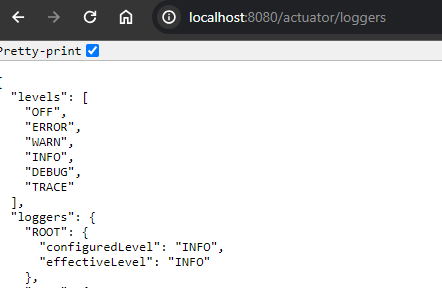 localhost:8080/actuator/loggers
Pretty-print
{
"levels": [
"OFF",
"ERROR",
"WARN",
"INFO",
"DEBUG",
"TRACE"
],
"loggers": {
"ROOT": {
"configuredLevel": "INFO",
"effectiveLevel": "INFO"
},